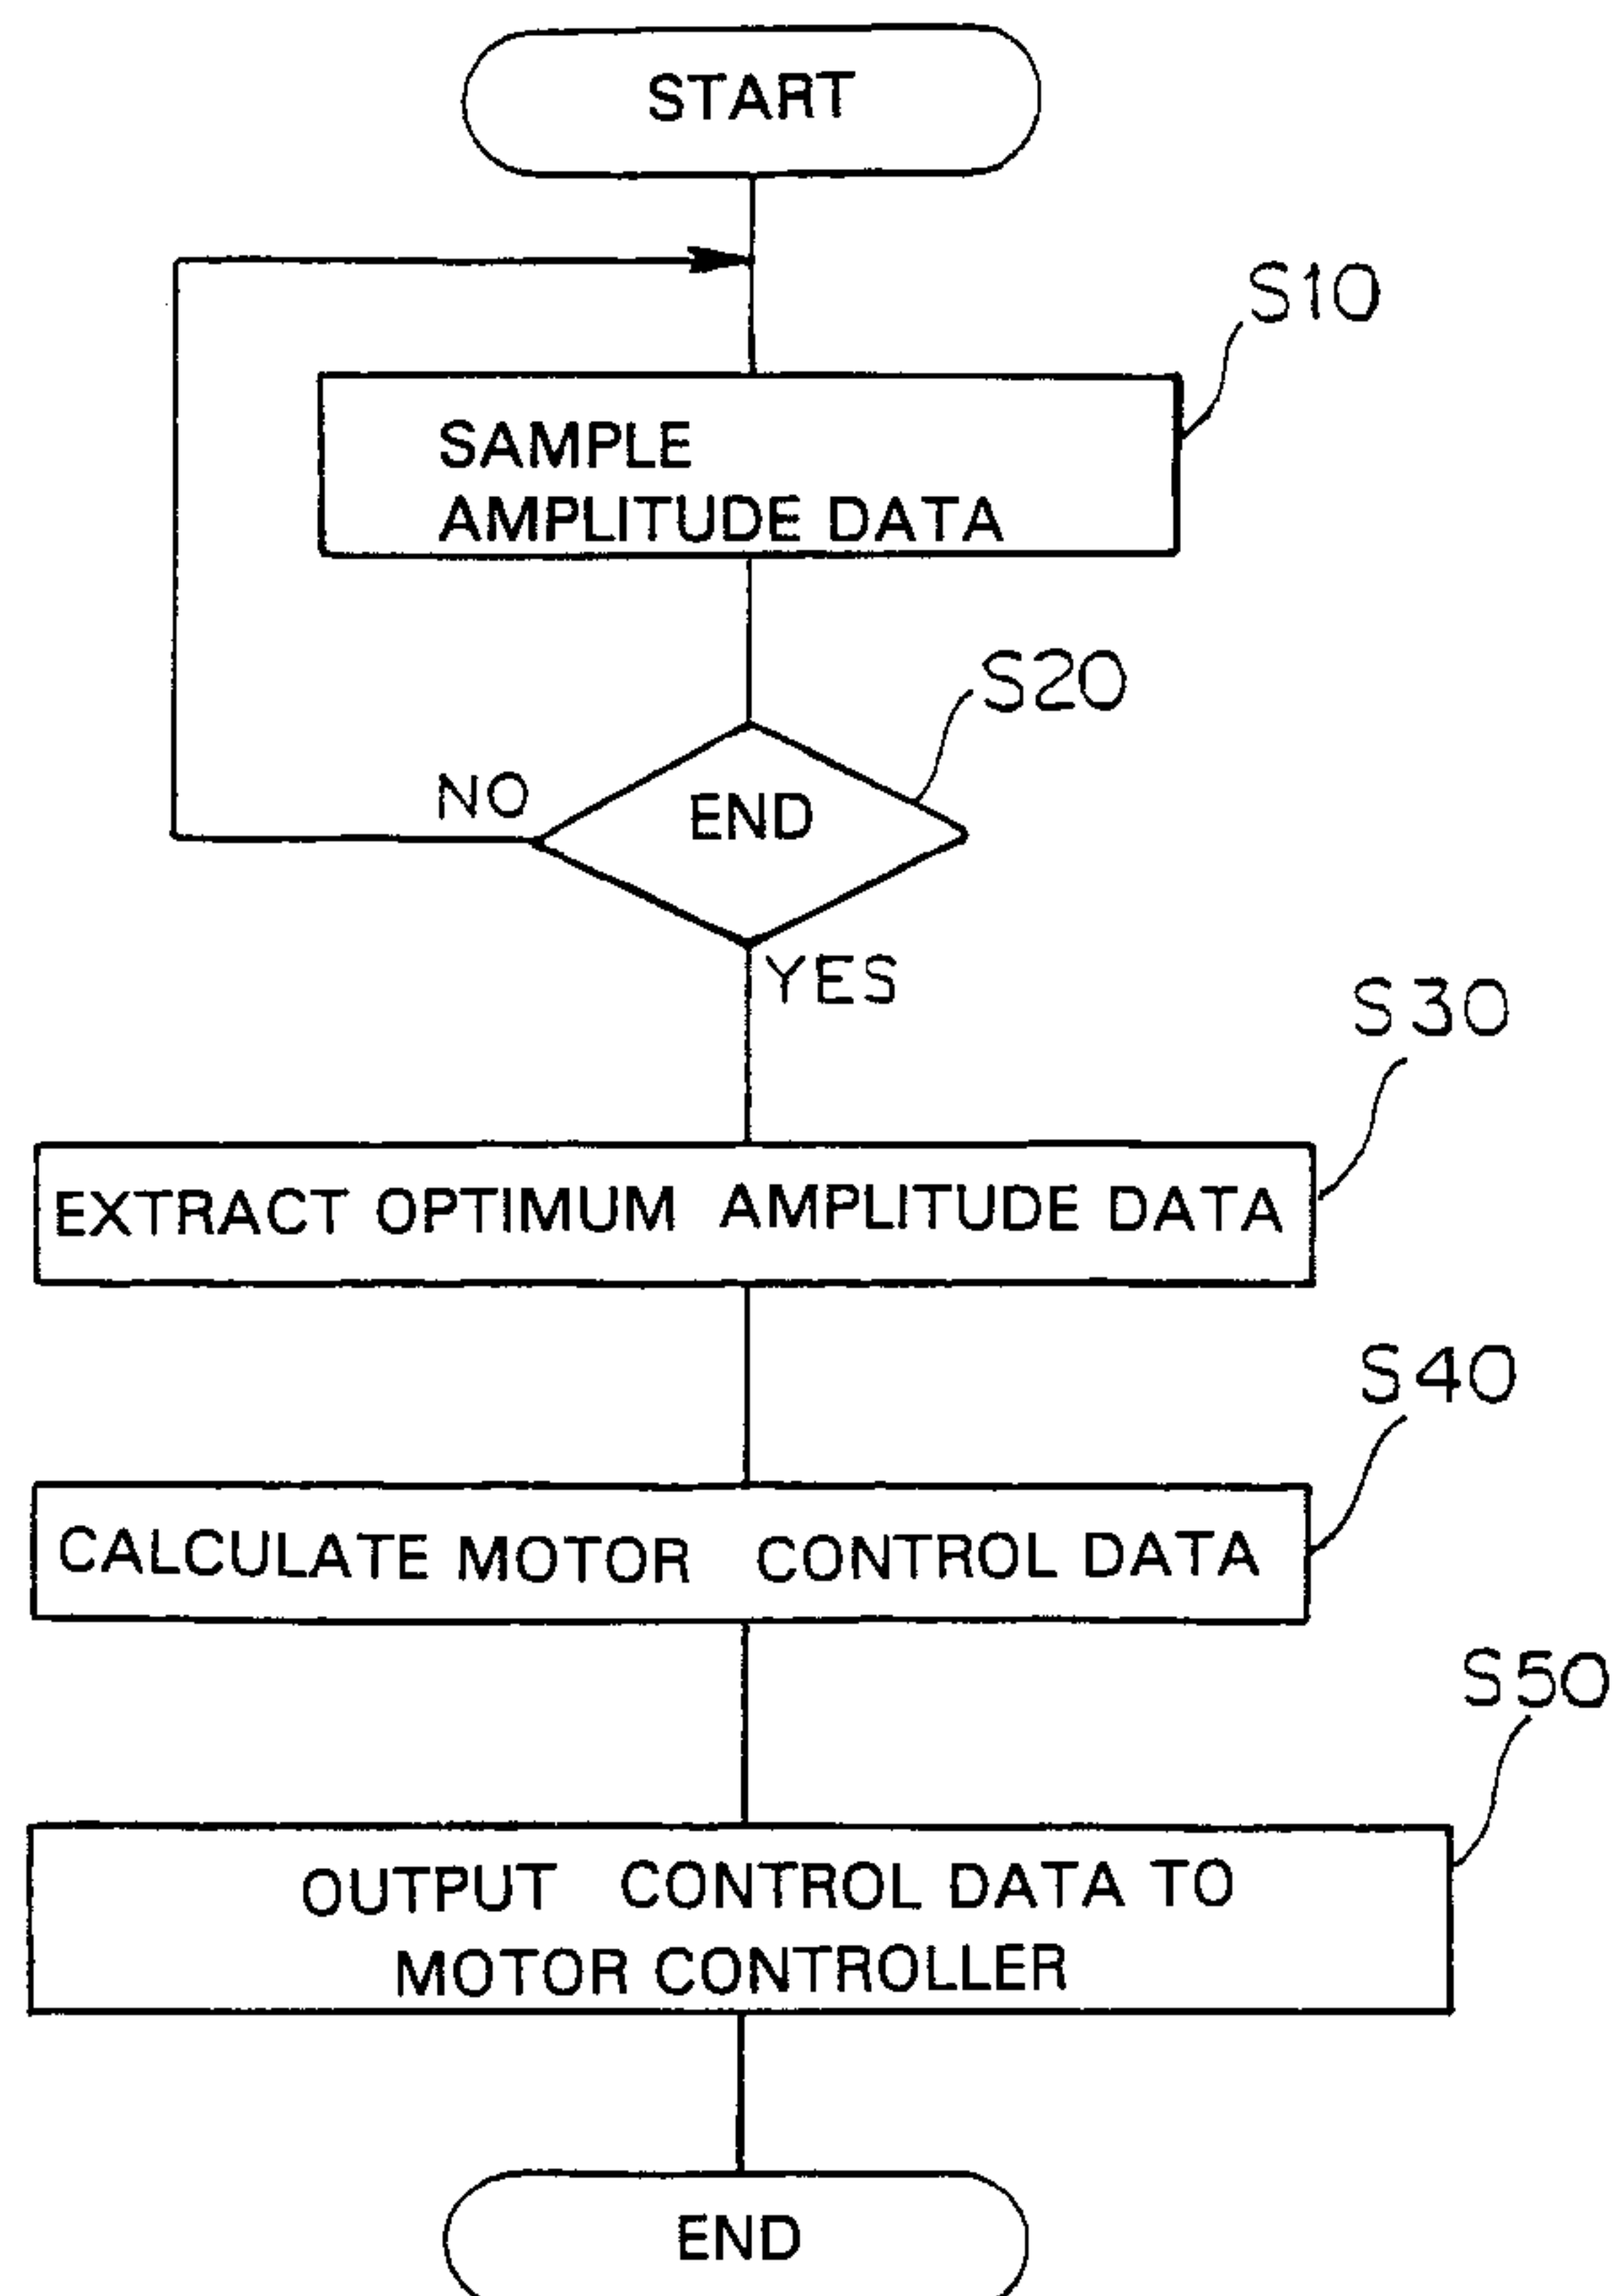 START
S10
SAMPLE
AMPLITUDE DATA
S20
NO
END
YES
S30
EXTRACT OPTIMUM AMPLITUDE DATA
S40
CALCULATE MOTOR CONTROL DATA
S50
OUTPUT CONTROL DATA TO
MOTOR CONTROLLER
END